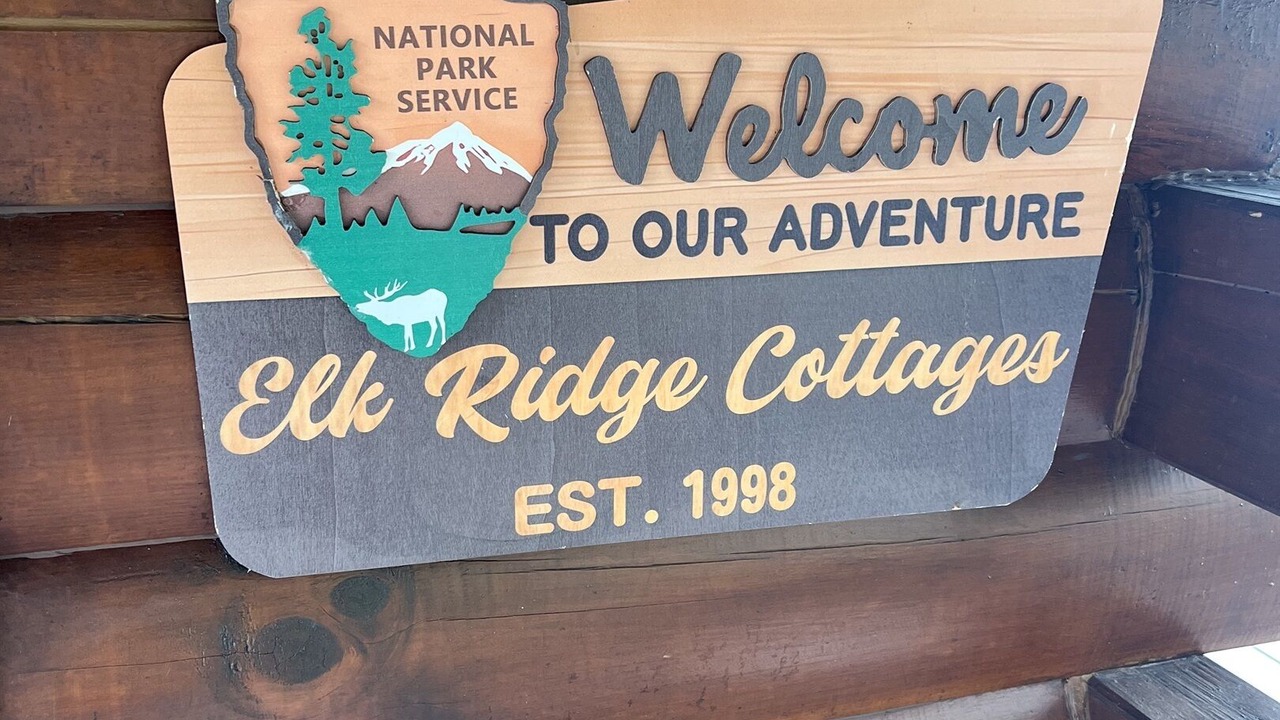 NATIONAL
PARK
SERVICE
Welcome
TO OUR ADVENTURE
Elk Ridge Cottages
EST. 1998